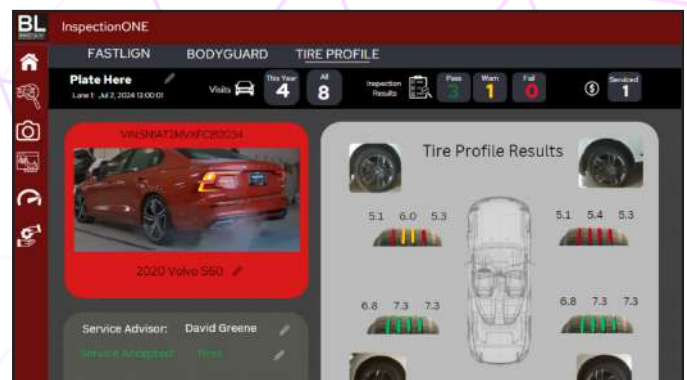 BL InspectionONE
FASTLIGN BODYGUARD TIRE PROFILE
Plate Here
Lane 1: Jul 2, 2024 13:00:01
Visits
This Year
4
All
8
Inspection
Results
Pass
3
Warn
1
Fail
0
Serviced
1
2020 Volvo S60
Service Advisor: David Greene
Service Accepted: Tires
Tire Profile Results
5.1 6.0 5.3
5.1 5.4 5.3
6.8 7.3 7.3
6.8 7.3 7.3